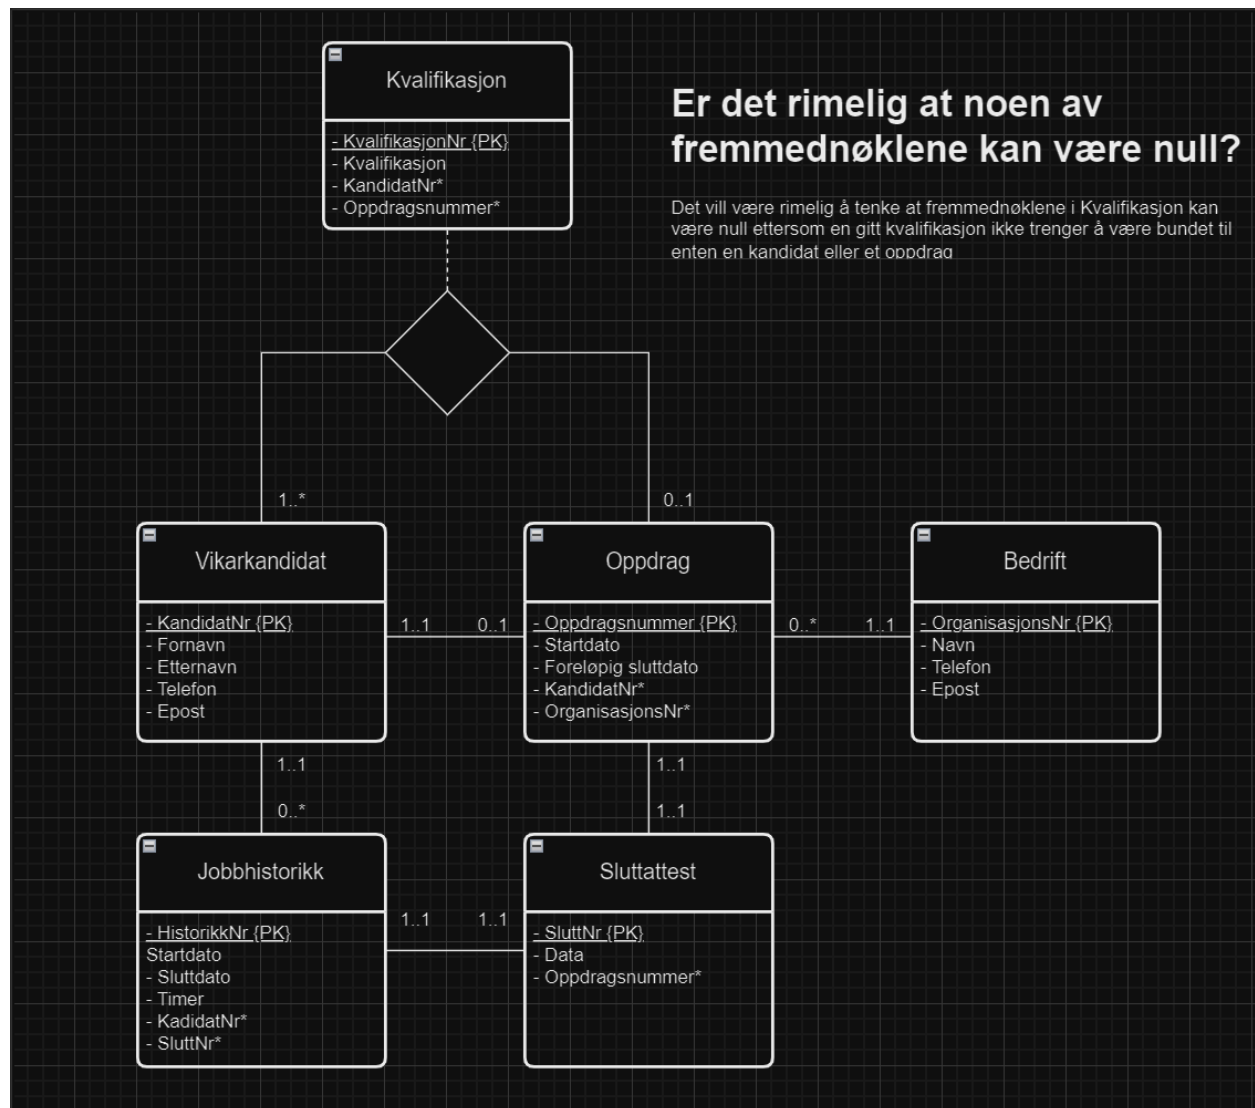 Kvalifikasjon
- KvalifikasjonNr {PK}
- Kvalifikasjon
- KandidatNr*
- Oppdragsnummer*
Er det rimelig at noen av
fremmednøklene kan være null?
Det vill være rimelig å tenke at fremmednøklene i Kvalifikasjon kan
være null ettersom en gitt kvalifikasjon ikke trenger å være bundet til
enten en kandidat eller et oppdrag
1..*
0..1
Vikarkandidat
- KandidatNr {PK}
- Fornavn
- Etternavn
- Telefon
- Epost
1..1
0..1
Oppdrag
- Oppdragsnummer {PK}
- Startdato
- Foreløpig sluttdato
- KandidatNr*
- OrganisasjonsNr*
0..*
1..1
Bedrift
- OrganisasjonsNr {PK}
- Navn
- Telefon
- Epost
1..1
0..*
1..1
1..1
Jobbhistorikk
- HistorikkNr {PK}
Startdato
- Sluttdato
- Timer
- KadidatNr*
- SluttNr*
1..1
1..1
Sluttattest
- SluttNr {PK}
- Data
- Oppdragsnummer*